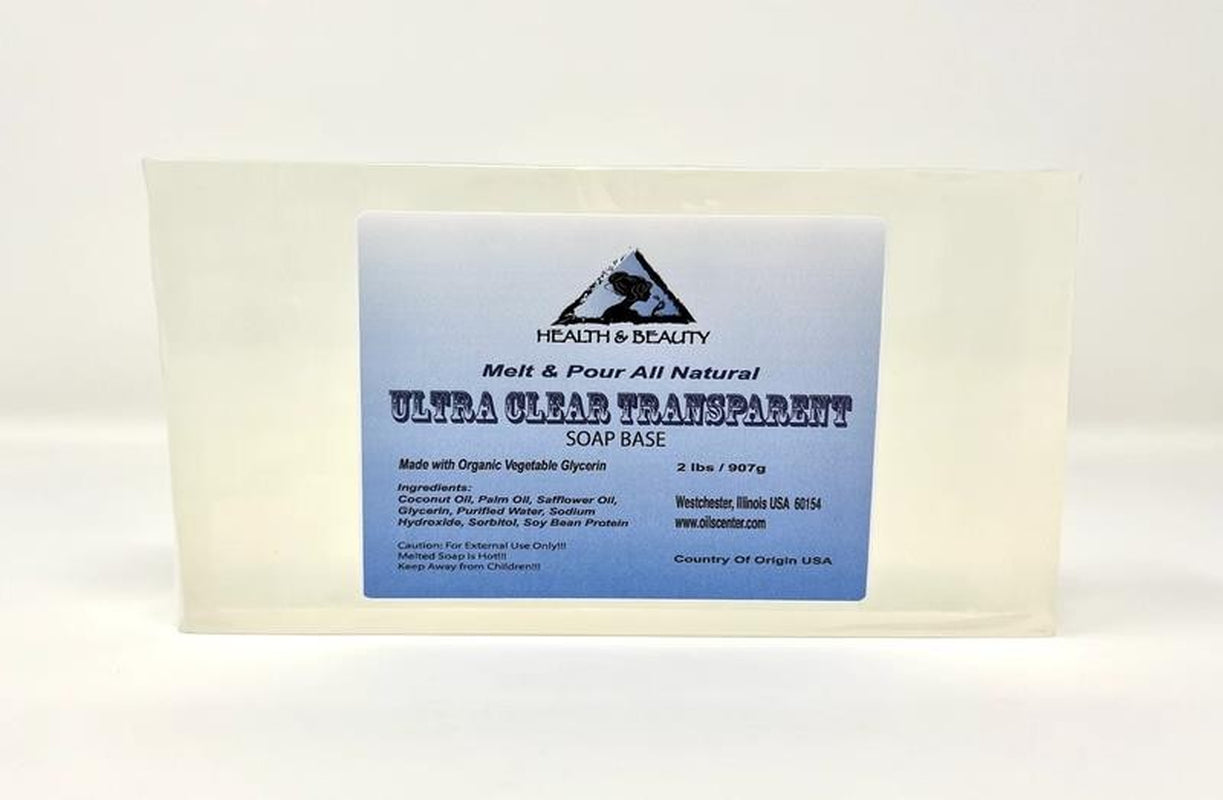 HEALTH & BEAUTY
Melt & Pour All Natural
ULTRA CLEAR TRANSPARENT
SOAP BASE
Made with Organic Vegetable Glycerin
2 lbs / 907g
Ingredients:
Coconut Oil, Palm Oil, Safflower Oil,
Glycerin, Purified Water, Sodium
Hydroxide, Sorbitol, Soy Bean Protein
Westchester, Illinois USA 60154
www.oilscenter.com
Caution: For External Use Only!!!
Melted Soap is Hot!!!
Keep Away from Children!!!
Country Of Origin USA